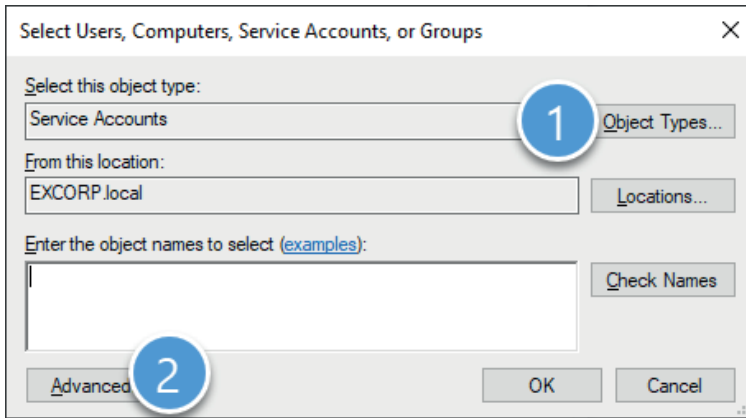 Select Users, Computers, Service Accounts, or Groups
Select this object type:
Service Accounts
1
Object Types...
From this location:
EXCORP.local
Locations...
Enter the object names to select (examples):
Check Names
Advanced
2
OK
Cancel